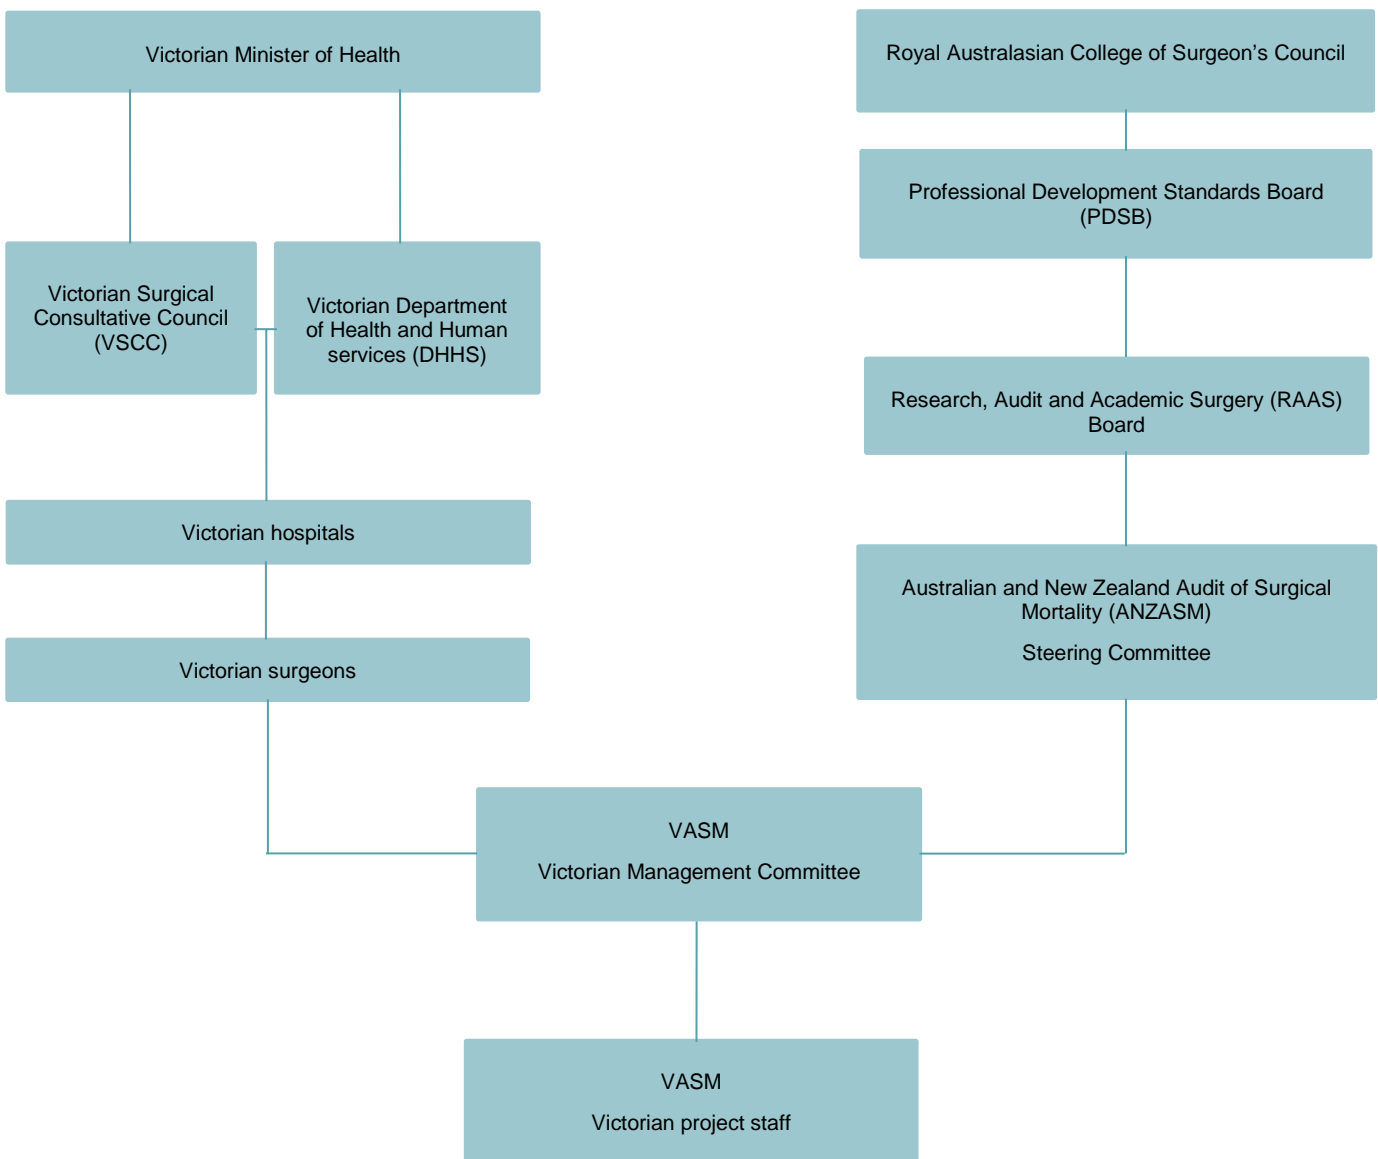 Victorian Minister of Health
Royal Australasian College of Surgeon’s Council
Professional Development Standards Board
(PDSB)
Victorian Surgical
Consultative Council
(VSCC)
Victorian Department
of Health and Human
services (DHHS)
Research, Audit and Academic Surgery (RAAS)
Board
Victorian hospitals
Australian and New Zealand Audit of Surgical
Mortality (ANZASM)
Steering Committee
Victorian surgeons
VASM
Victorian Management Committee
VASM
Victorian project staff